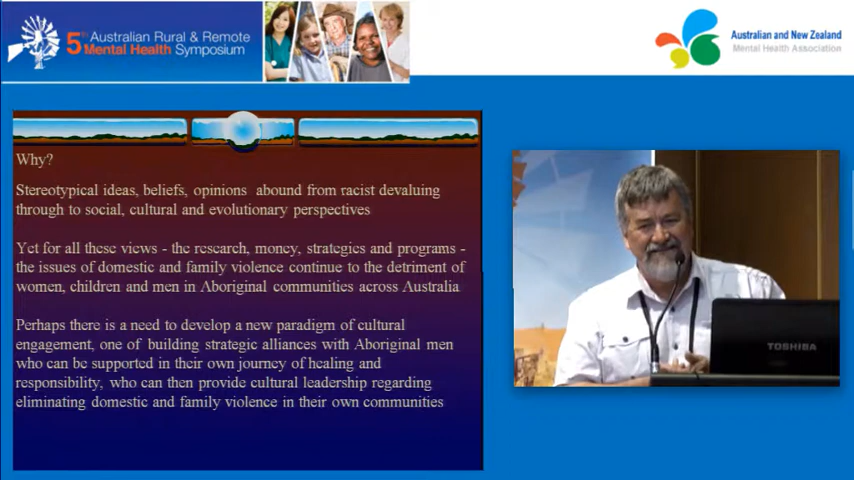 5th Australian Rural & Remote
Mental Health Symposium
Australian and New Zealand
Mental Health Association
Why?
Stereotypical ideas, beliefs, opinions abound from racist devaluing
through to social, cultural and evolutionary perspectives
Yet for all these views - the research, money, strategies and programs -
the issues of domestic and family violence continue to the detriment of
women, children and men in Aboriginal communities across Australia
Perhaps there is a need to develop a new paradigm of cultural
engagement, one of building strategic alliances with Aboriginal men
who can be supported in their own journey of healing and
responsibility, who can then provide cultural leadership regarding
eliminating domestic and family violence in their own communities
TOSHIBA